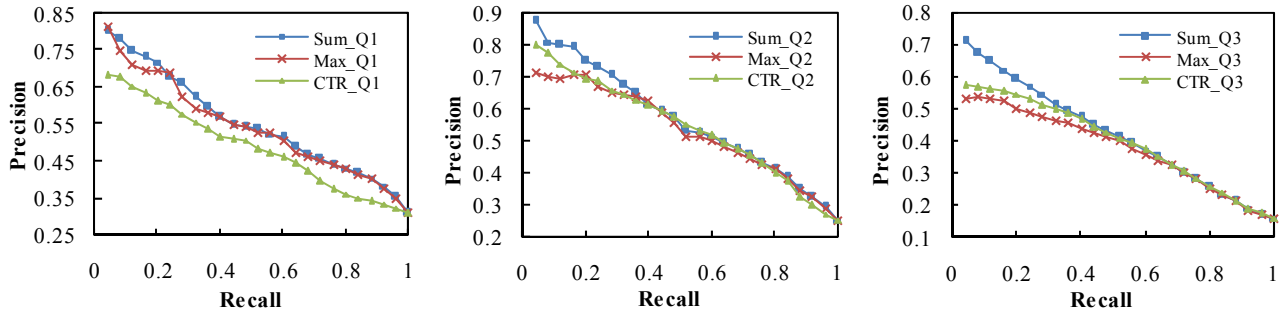 Precision
0.85
0.75
0.65
0.55
0.45
0.35
0.25
Sum_Q1
Max_Q1
CTR_Q1
0 0.2 0.4 0.6 0.8 1
Recall
Precision
0.9
0.8
0.7
0.6
0.5
0.4
0.3
0.2
Sum_Q2
Max_Q2
CTR_Q2
0 0.2 0.4 0.6 0.8 1
Recall
Precision
0.8
0.7
0.6
0.5
0.4
0.3
0.2
0.1
Sum_Q3
Max_Q3
CTR_Q3
0 0.2 0.4 0.6 0.8 1
Recall